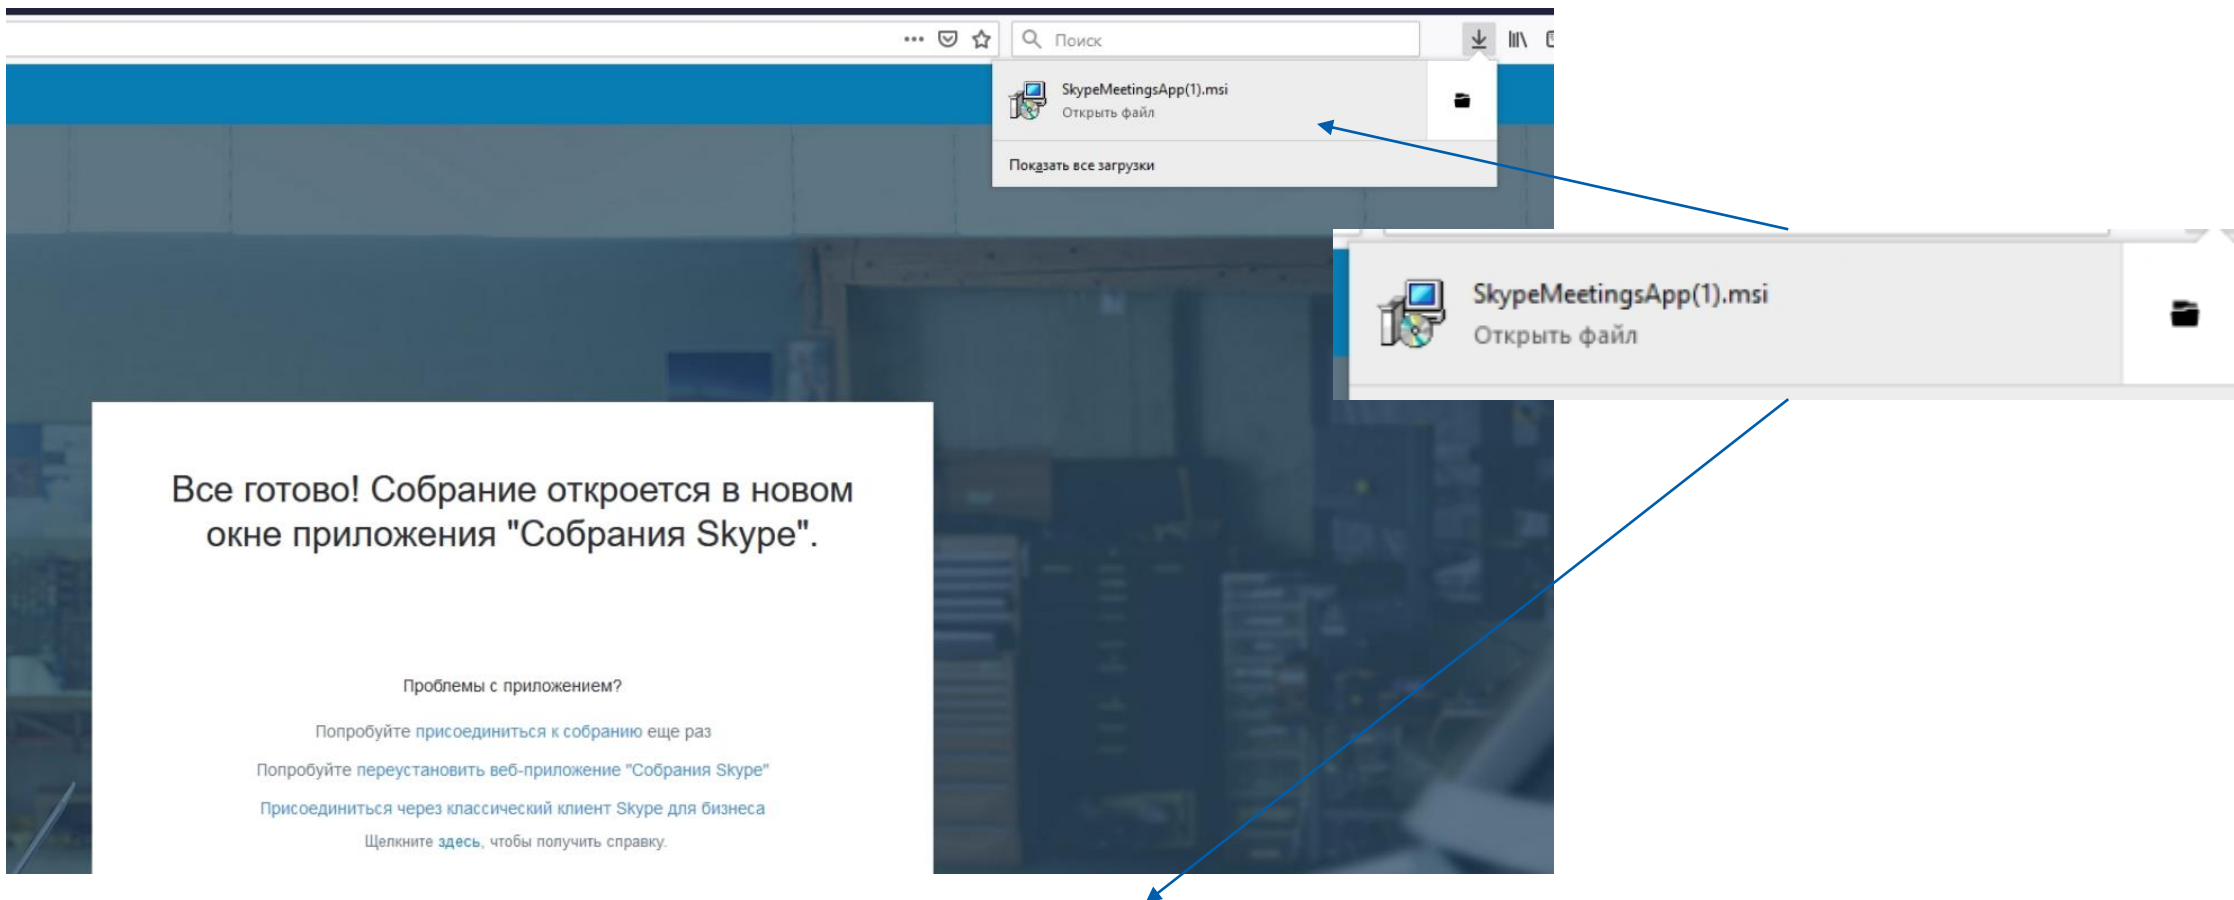 Поиск
SkypeMeetingsApp(1).msi
Открыть файл
Показать все загрузки
SkypeMeetingsApp(1).msi
Открыть файл
Все готово! Собрание откроется в новом
окне приложения "Собрания Skype".
Проблемы с приложением?
Попробуйте присоединиться к собранию еще раз
Попробуйте переустановить веб-приложение "Собрания Skype"
Присоединиться через классический клиент Skype для бизнеса
Щелкните здесь, чтобы получить справку.